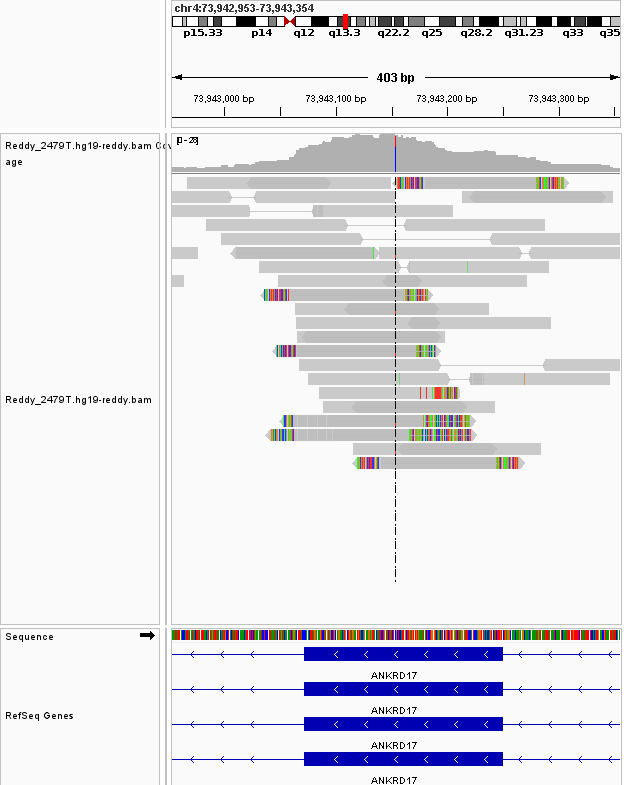 chr4:73,942,953-73,943,354
p15.33 p14 q12 q13.3 q22.2 q25 q28.2 q31.23 q33 q35
403 bp
73,943,000 bp 73,943,100 bp 73,943,200 bp 73,943,300 bp
[0-28]
Reddy_2479T.hg19-reddy.bam Cov
age
Reddy_2479T.hg19-reddy.bam
Sequence
ANKRD17
ANKRD17
RefSeq Genes
ANKRD17
ANKRD17